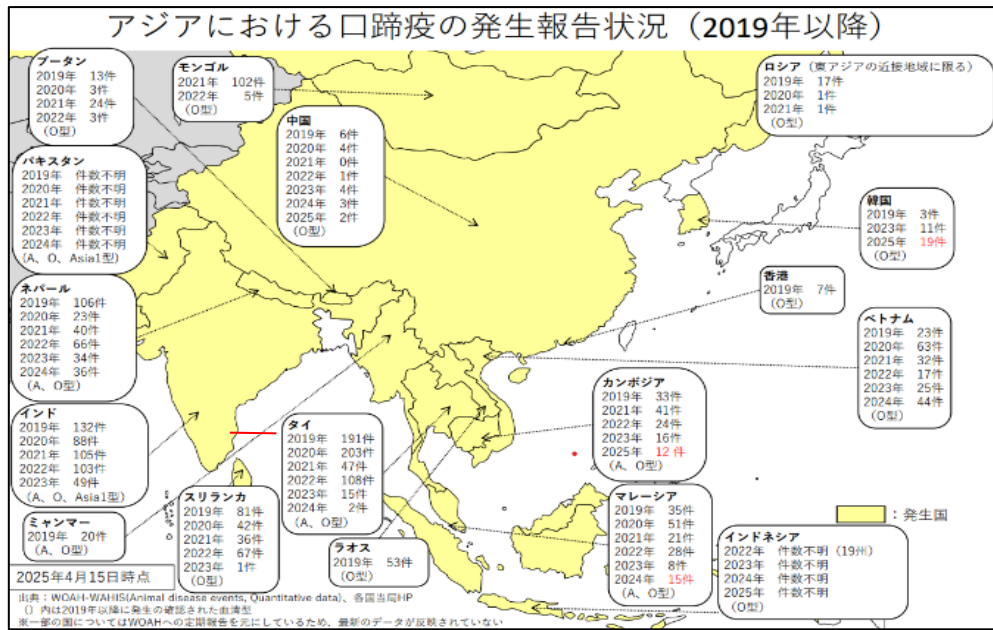 アジアにおける口蹄疫の発生報告状況（2019年以降）
ブータン
2019年 13件
2020年 3件
2021年 24件
2022年 3件
(O型)
モンゴル
2021年 102件
2022年 5件
(O型)
ロシア（東アジアの近接地域に限る）
2019年 17件
2020年 1件
2021年 1件
(O型)
中国
2019年 6件
2020年 4件
2021年 0件
2022年 1件
2023年 4件
2024年 3件
2025年 2件
(O型)
パキスタン
2019年 件数不明
2020年 件数不明
2021年 件数不明
2022年 件数不明
2023年 件数不明
2024年 件数不明
(A、O、Asia1型)
韓国
2019年 3件
2023年 11件
2025年 19件
(O型)
ネパール
2019年 106件
2020年 23件
2021年 40件
2022年 66件
2023年 34件
2024年 36件
(A、O型)
香港
2019年 7件
(O型)
ベトナム
2019年 23件
2020年 63件
2021年 32件
2022年 17件
2023年 25件
2024年 44件
(O型)
カンボジア
2019年 33件
2021年 41件
2022年 24件
2023年 16件
2025年 12 件
(A、O型)
インド
2019年 132件
2020年 88件
2021年 105件
2022年 103件
2023年 49件
(A、O、Asia1型)
タイ
2019年 191件
2020年 203件
2021年 47件
2022年 108件
2023年 15件
2024年 2件
(A、O型)
スリランカ
2019年 81件
2020年 42件
2021年 36件
2022年 67件
2023年 1件
(O型)
マレーシア
2019年 35件
2020年 51件
2021年 21件
2022年 28件
2023年 8件
2024年 15件
(A、O型)
ミャンマー
2019年 20件
(A、O型)
ラオス
2019年 53件
(O型)
：発生国
インドネシア
2022年 件数不明（19州）
2023年 件数不明
2024年 件数不明
2025年 件数不明
(O型)
2025年4月15日時点
出典：WOAH-WAHIS(Animal disease events, Quantitative data)、各国当局HP
（）内は2019年以降に発生の確認された血清型
※一部の国についてはWOAHへの定期報告を元にしているため、最新のデータが反映されていない